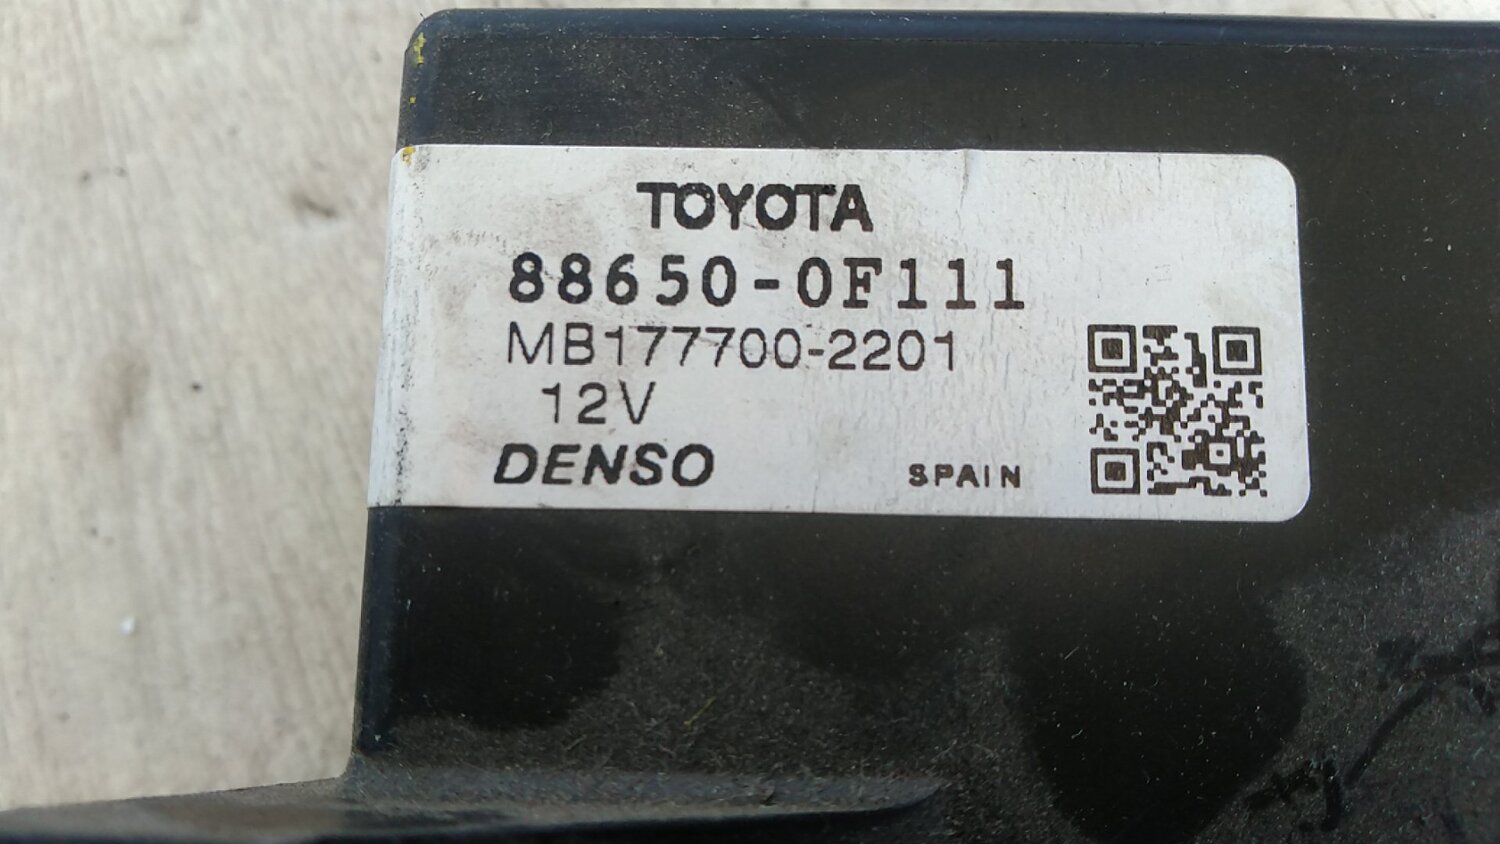 TOYOTA
88650-0F111
MB177700-2201
12V
DENSO
SPAIN